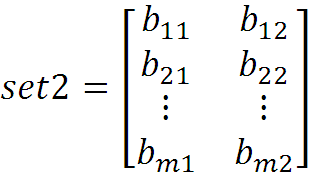 b₁₁ b₁₂
b₂₁ b₂₂
set2 = [
⋮ ⋮
bₘ₁ bₘ₂ ]